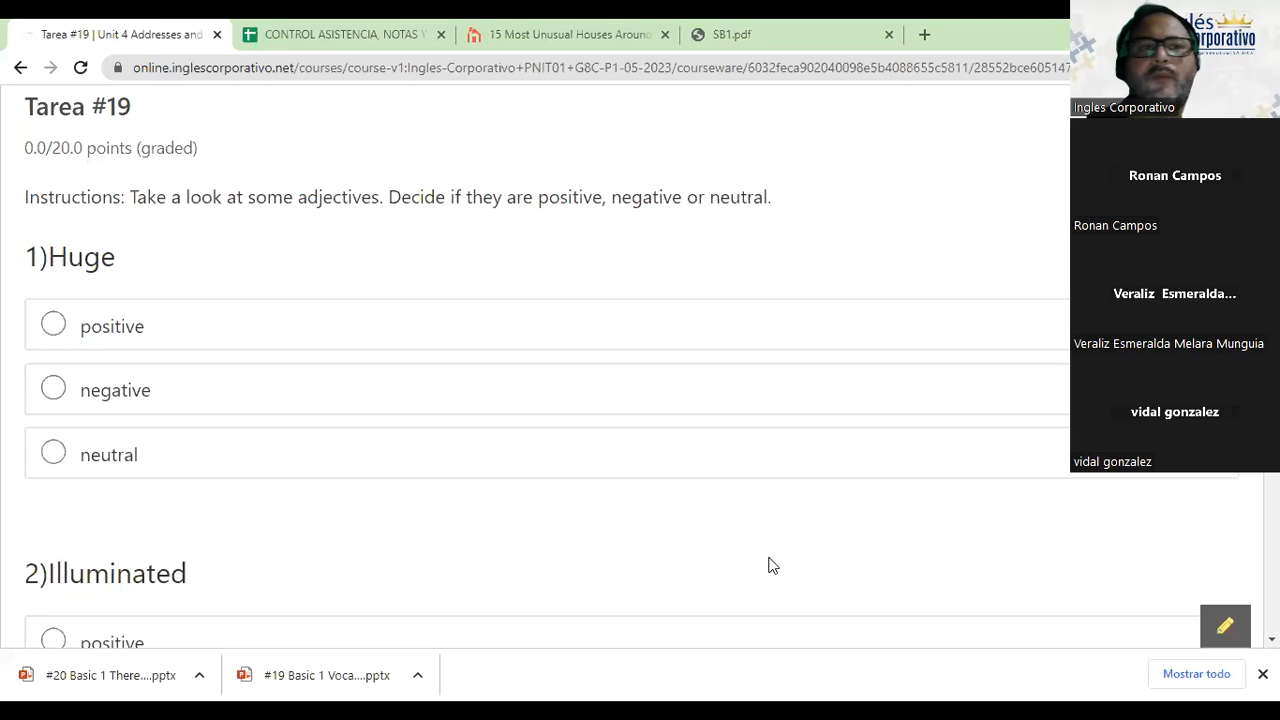 Tarea #19 | Unit 4 Addresses and
CONTROL ASISTENCIA, NOTAS Y
15 Most Unusual Houses Around
SB1.pdf
online.inglescorporativo.net/courses/course-v1:Ingles-Corporativo+PNIT01+G8C-P1-05-2023/courseware/6032feca902040098e5b4088655c5811/28552bce605147
Tarea #19
0.0/20.0 points (graded)
Instructions: Take a look at some adjectives. Decide if they are positive, negative or neutral.
1)Huge
positive
negative
neutral
2)Illuminated
positive
Ingles Corporativo
Ronan Campos
Ronan Campos
Veraliz Esmeralda...
Veraliz Esmeralda Melara Munguia
vidal gonzalez
vidal gonzalez
#20 Basic 1 There....pptx
#19 Basic 1 Voca....pptx
Mostrar todo